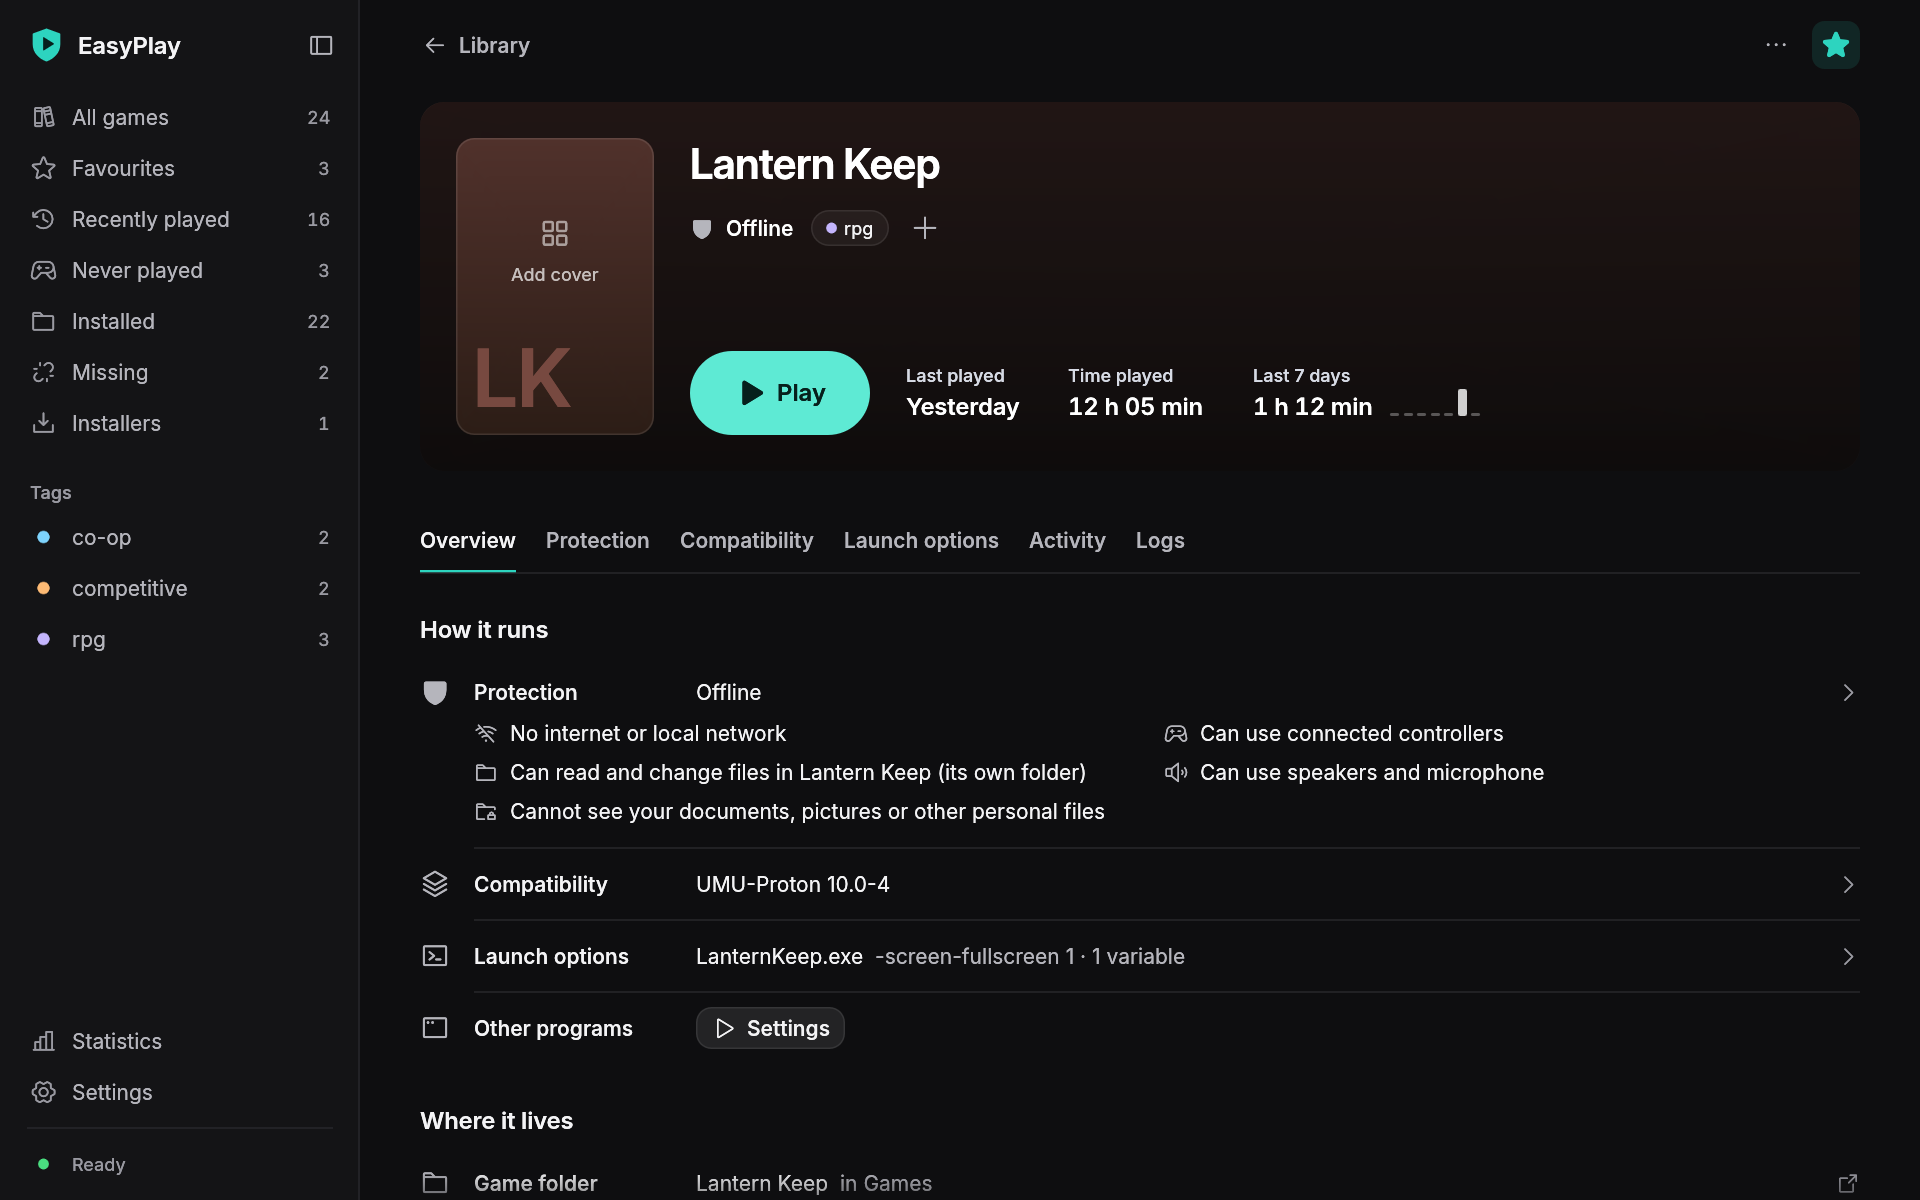 EasyPlay
All games 24
Favourites 3
Recently played 16
Never played 3
Installed 22
Missing 2
Installers 1
Tags
co-op 2
competitive 2
rpg 3
Statistics
Settings
Ready
Library
Add cover
LK
Lantern Keep
Offline rpg
Play
Last played
Yesterday
Time played
12 h 05 min
Last 7 days
1 h 12 min
Overview Protection Compatibility Launch options Activity Logs
How it runs
Protection Offline
No internet or local network
Can use connected controllers
Can read and change files in Lantern Keep (its own folder)
Can use speakers and microphone
Cannot see your documents, pictures or other personal files
Compatibility UMU-Proton 10.0-4
Launch options LanternKeep.exe -screen-fullscreen 1 · 1 variable
Other programs Settings
Where it lives
Game folder Lantern Keep in Games